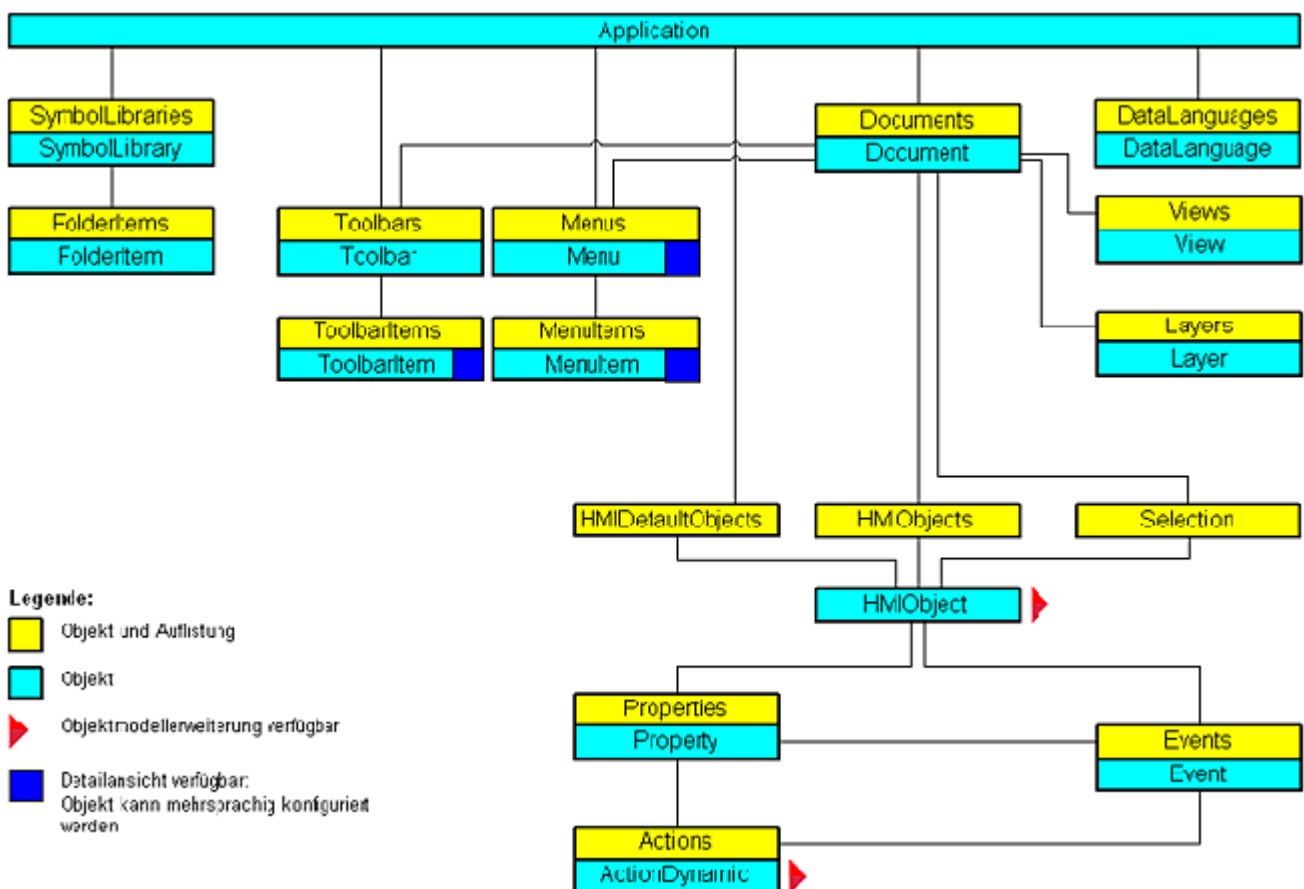 Application
SymbolLibraries
SymbolLibrary
FolderItems
FolderItem
Toolbars
Toolbar
ToolbarItems
ToolbarItem
Menus
Menu
MenuItems
MenuItem
Documents
Document
DataLanguages
DataLanguage
Views
View
Layers
Layer
HMIDefaultObjects
HMIObjects
Selection
HMIObject
Properties
Property
Events
Event
Actions
ActionDynamic
Legende:
Objekt und Auflistung
Objekt
Objektmodellerweiterung verfügbar
Detailansicht verfügbar:
Objekt kann mehrsprachig konfiguriert
werden